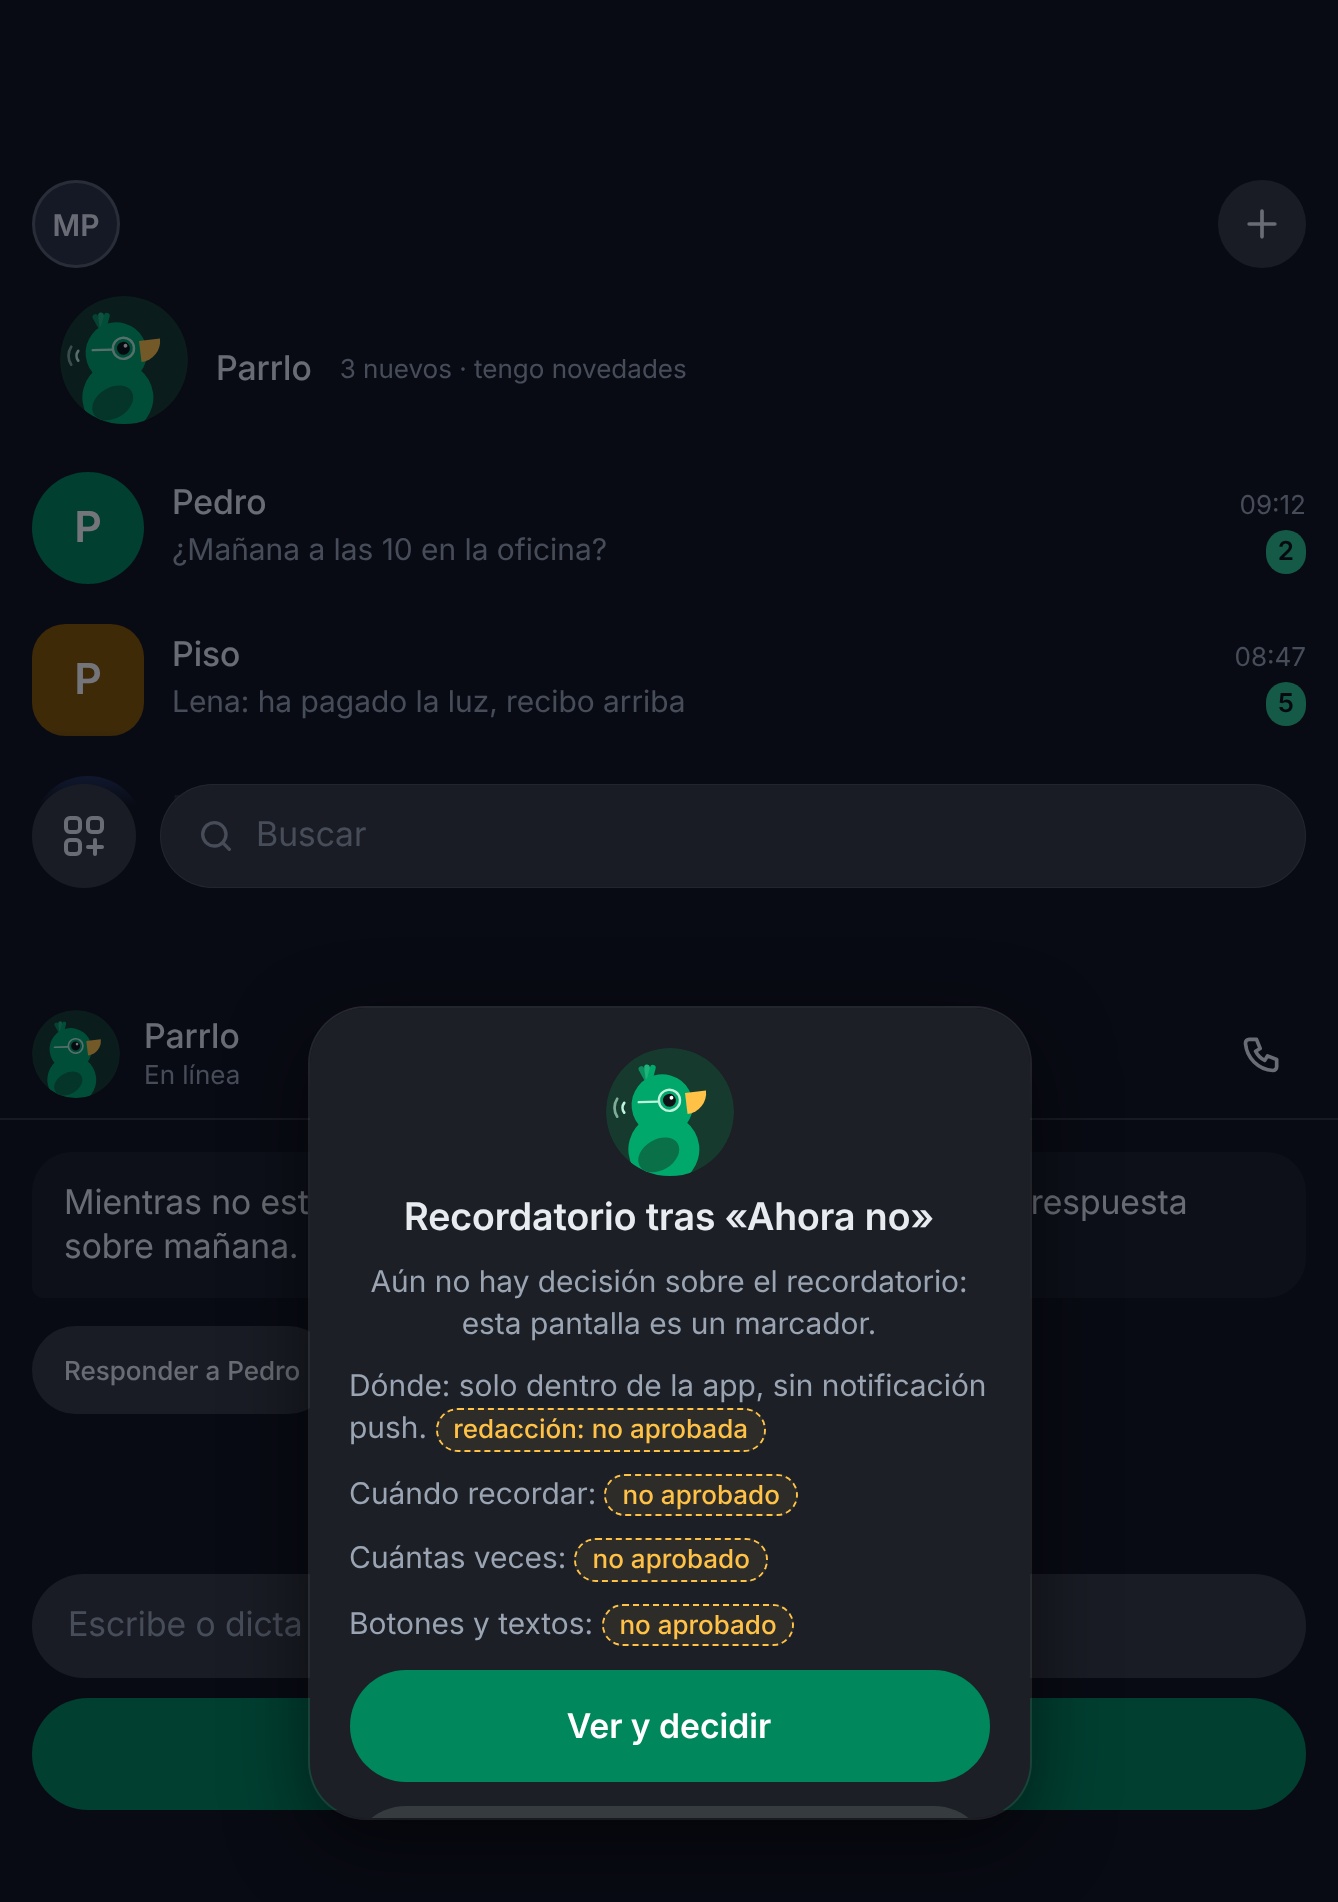 MP
Parrlo 3 nuevos · tengo novedades
P
Pedro
09:12
¿Mañana a las 10 en la oficina?
2
P
Piso
08:47
Lena: ha pagado la luz, recibo arriba
5
Buscar
Parrlo
En línea
Mientras no est
respuesta
sobre mañana.
Responder a Pedro
Escribe o dicta
Recordatorio tras «Ahora no»
Aún no hay decisión sobre el recordatorio:
esta pantalla es un marcador.
Dónde: solo dentro de la app, sin notificación
push. redacción: no aprobada
Cuándo recordar: no aprobado
Cuántas veces: no aprobado
Botones y textos: no aprobado
Ver y decidir